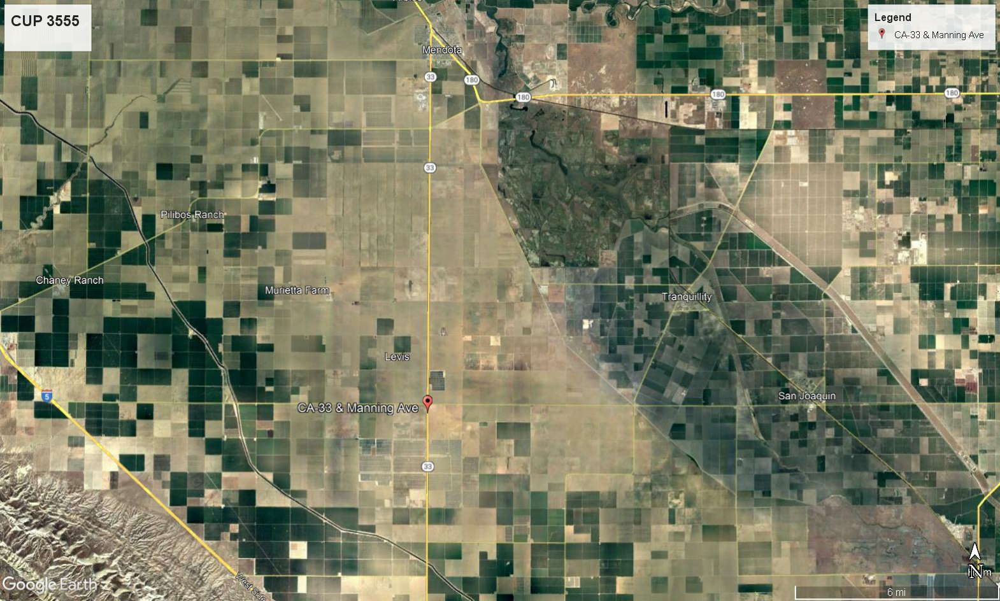 CUP 3555
Legend
CA-33 & Manning Ave
Mendota
33
180
180
180
180
33
Pilibos Ranch
Chaney Ranch
Murietta Farm
Tranquillity
Levis
5
CA-33 & Manning Ave
San Joaquin
33
N
West Side
Google Earth
6 mi